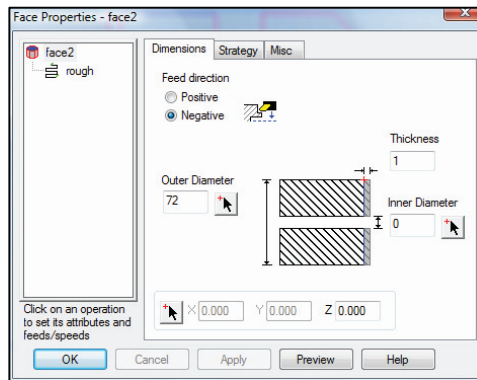 Face Properties - face2
face2
rough
Dimensions
Strategy
Misc
Feed direction
Positive
Negative
Thickness
1
Outer Diameter
72
Inner Diameter
0
X 0.000
Y 0.000
Z 0.000
Click on an operation
to set its attributes and
feeds/speeds
OK
Cancel
Apply
Preview
Help